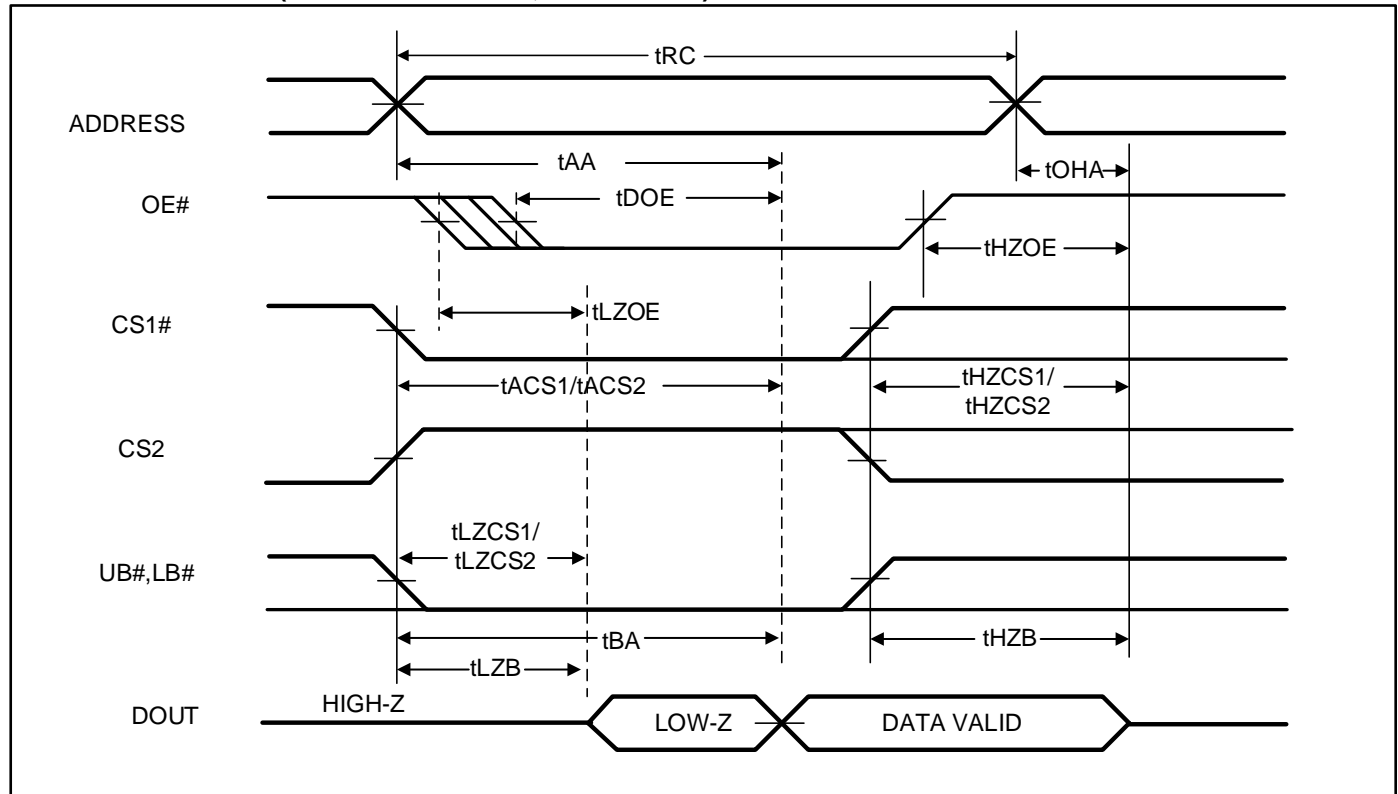 tRC
ADDRESS
tAA
tOHA
OE#
tDOE
tHZOE
CS1#
tLZOE
tACS1/tACS2
tHZCS1/
tHZCS2
CS2
tLZCS1/
tLZCS2
UB#,LB#
tBA
tHZB
tLZB
DOUT
HIGH-Z
LOW-Z
DATA VALID